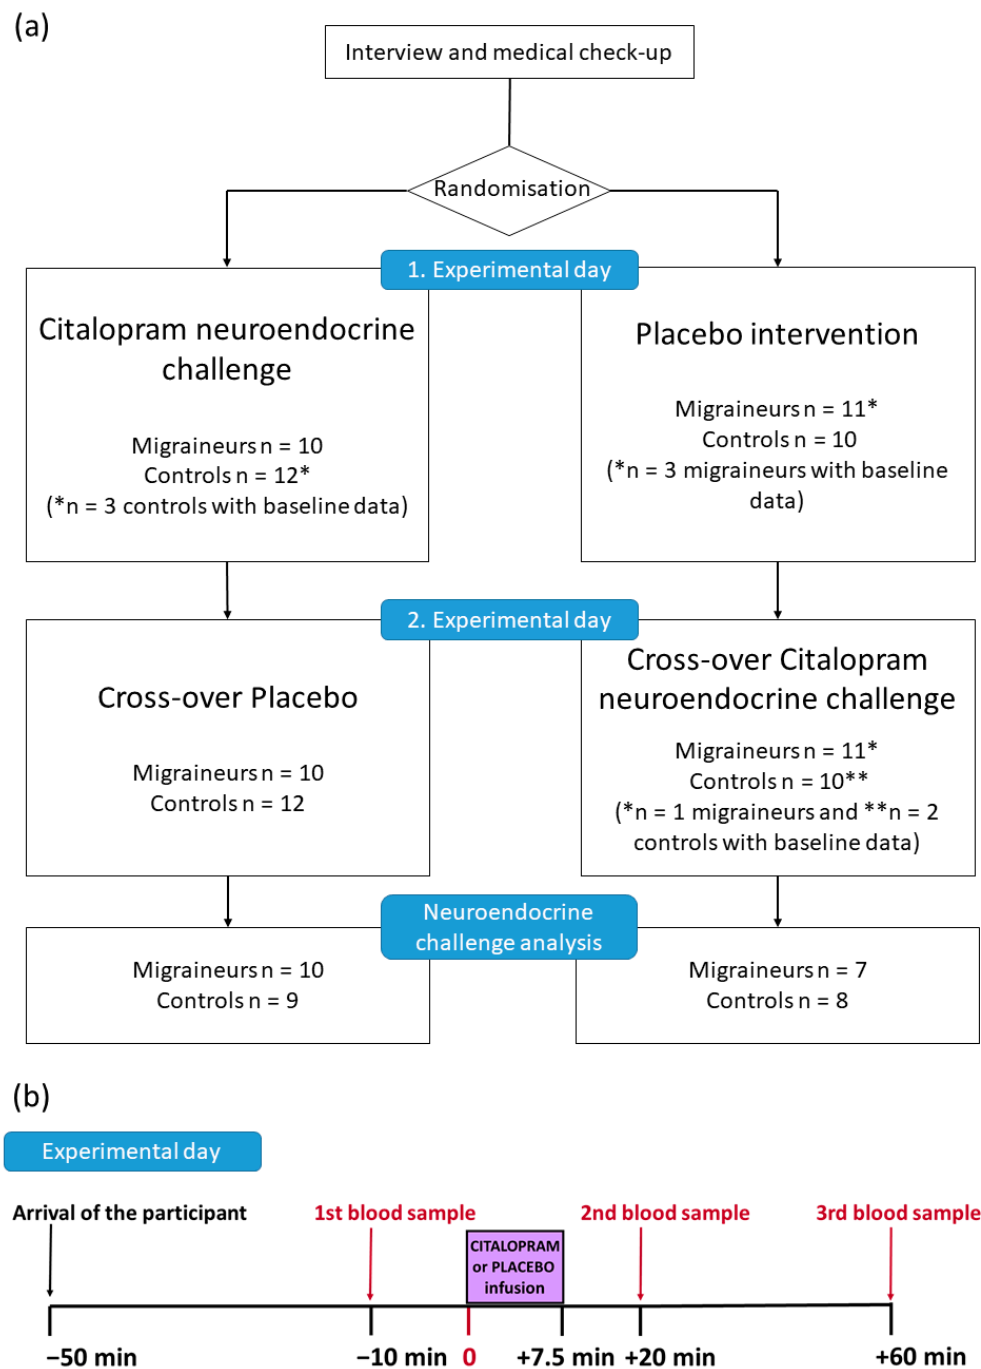 (a)
Interview and medical check-up
Randomisation
1. Experimental day
Citalopram neuroendocrine
challenge
Migraineurs n = 10
Controls n = 12*
(*n = 3 controls with baseline data)
Placebo intervention
Migraineurs n = 11*
Controls n = 10
(*n = 3 migraineurs with baseline
data)
2. Experimental day
Cross-over Placebo
Migraineurs n = 10
Controls n = 12
Cross-over Citalopram
neuroendocrine challenge
Migraineurs n = 11*
Controls n = 10**
(*n = 1 migraineurs and **n = 2
controls with baseline data)
Neuroendocrine
challenge analysis
Migraineurs n = 10
Controls n = 9
Migraineurs n = 7
Controls n = 8
(b)
Experimental day
Arrival of the participant
1st blood sample
2nd blood sample
3rd blood sample
CITALOPRAM
or PLACEBO
infusion
−50 min
−10 min
0
+7.5 min
+20 min
+60 min